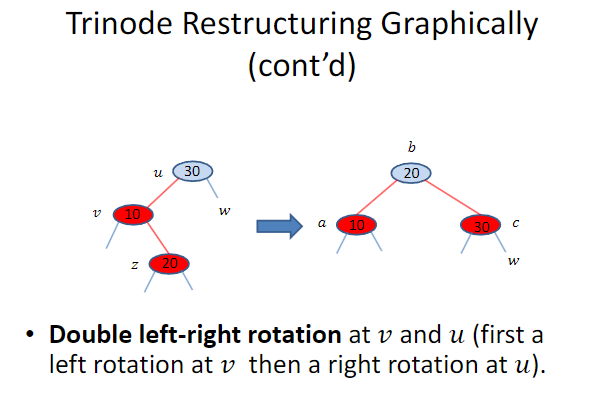 Trinode Restructuring Graphically
(cont’d)
b
u 30
20
v 10
w
a 10
30 c
z 20
w
• Double left-right rotation at v and u (first a
left rotation at v then a right rotation at u).